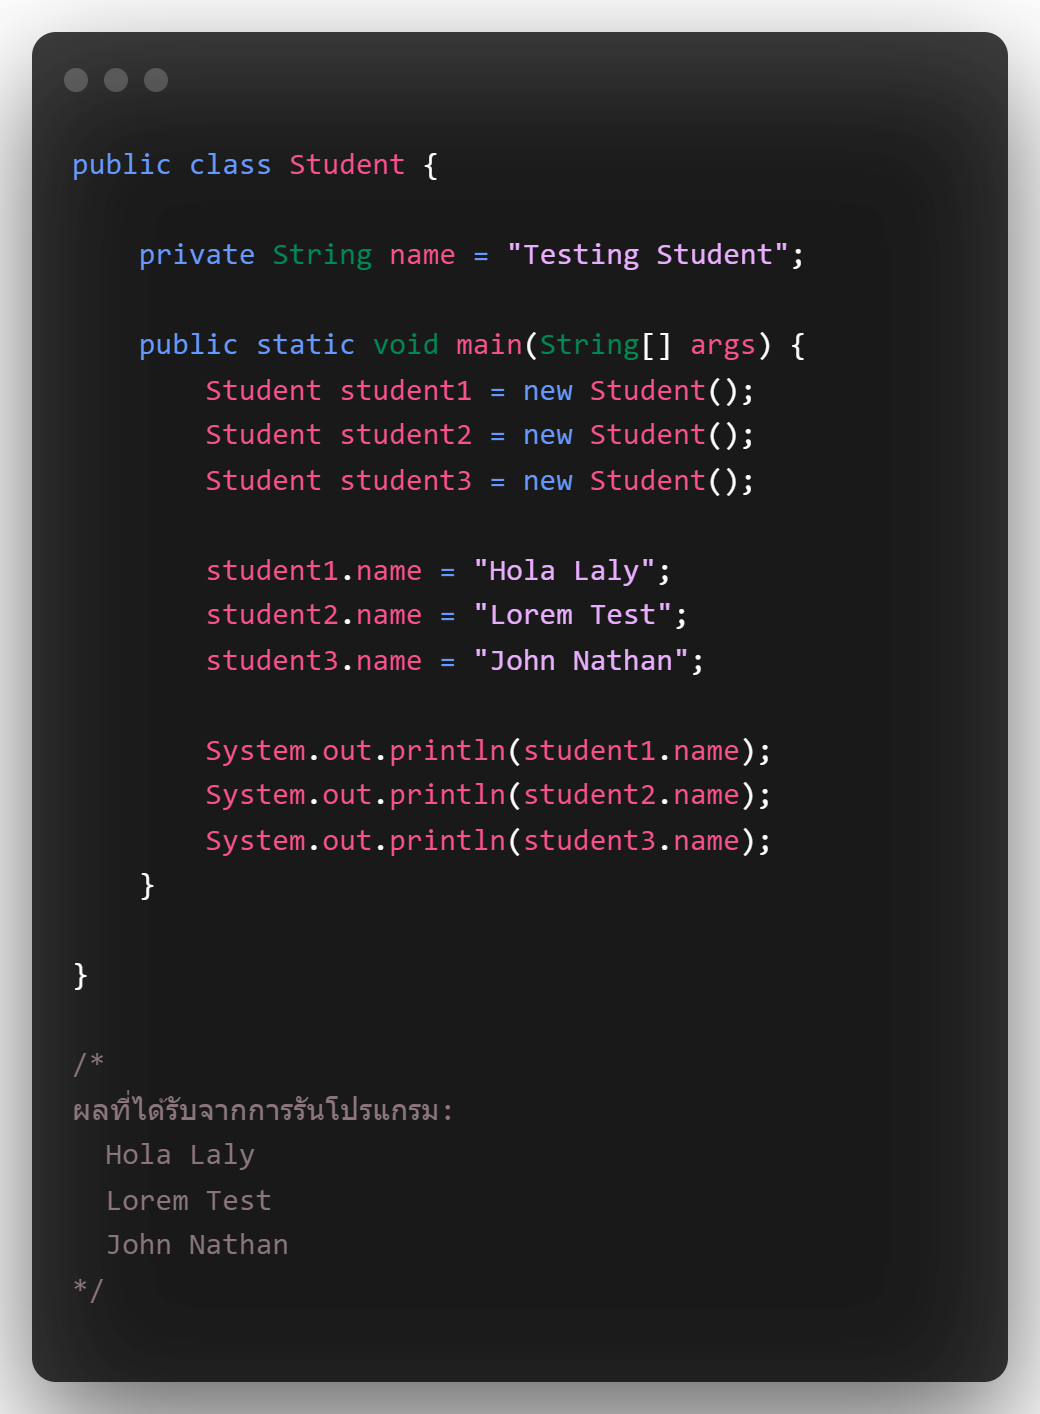 public class Student {
    private String name = "Testing Student";
    public static void main(String[] args) {
        Student student1 = new Student();
        Student student2 = new Student();
        Student student3 = new Student();
        student1.name = "Hola Laly";
        student2.name = "Lorem Test";
        student3.name = "John Nathan";
        System.out.println(student1.name);
        System.out.println(student2.name);
        System.out.println(student3.name);
    }
}
/*
ผลที่ได้รับจากการรันโปรแกรม:
  Hola Laly
  Lorem Test
  John Nathan
*/